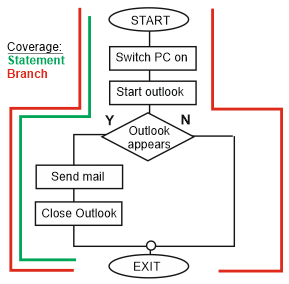 START
Coverage:
Statement
Branch
Switch PC on
Start outlook
Y
N
Outlook
appears
Send mail
Close Outlook
EXIT